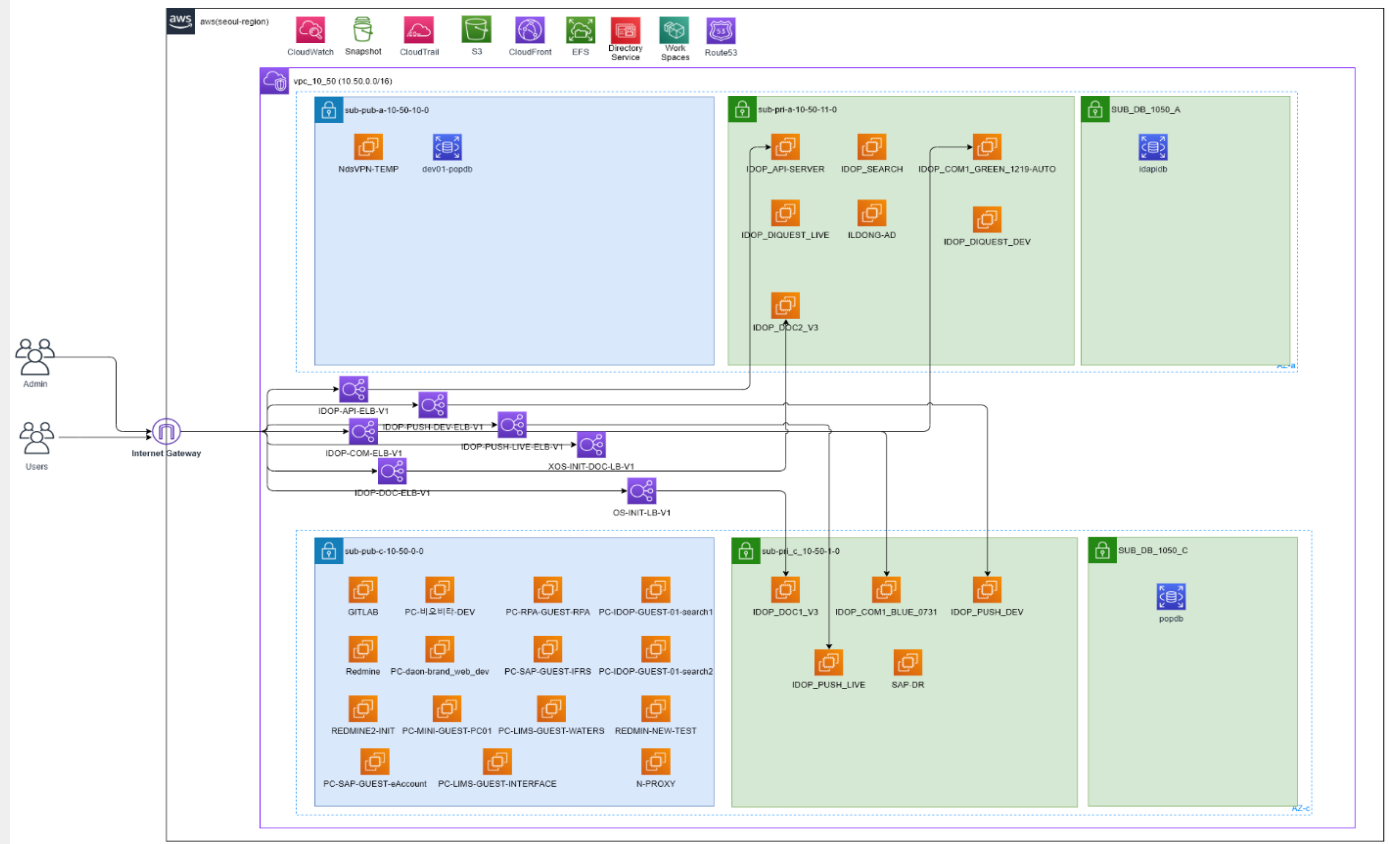 aws
aws(seoul-region)
CloudWatch
Snapshot
CloudTrail
S3
CloudFront
EFS
Directory
Service
Work
Spaces
53
Route53
vpc_10_50 (10.50.0.0/16)
sub-pub-a-10-50-10-0
NdsVPN-TEMP
dev01-popdb
sub-pri-a-10-50-11-0
IDOP_API-SERVER
IDOP_SEARCH
IDOP_COM1_GREEN_1219-AUTO
IDOP_DIQUEST_LIVE
ILDONG-AD
IDOP_DIQUEST_DEV
IDOP_DOC2_V3
SUB_DB_1050_A
idapidb
AZ-a
Admin
Users
Internet Gateway
IDOP-API-ELB-V1
IDOP-PUSH-DEV-ELB-V1
IDOP-PUSH-LIVE-ELB-V1
IDOP-COM-ELB-V1
XOS-INIT-DOC-LB-V1
IDOP-DOC-ELB-V1
OS-INIT-LB-V1
sub-pub-c-10-50-0-0
GITLAB
PC-비오비타-DEV
PC-RPA-GUEST-RPA
PC-IDOP-GUEST-01-search1
Redmine
PC-daon-brand_web_dev
PC-SAP-GUEST-IFRS
PC-IDOP-GUEST-01-search2
REDMINE2-INIT
PC-MINI-GUEST-PC01
PC-LIMS-GUEST-WATERS
REDMIN-NEW-TEST
PC-SAP-GUEST-eAccount
PC-LIMS-GUEST-INTERFACE
N-PROXY
sub-pri_c_10-50-1-0
IDOP_DOC1_V3
IDOP_COM1_BLUE_0731
IDOP_PUSH_DEV
IDOP_PUSH_LIVE
SAP-DR
SUB_DB_1050_C
popdb
AZ-c